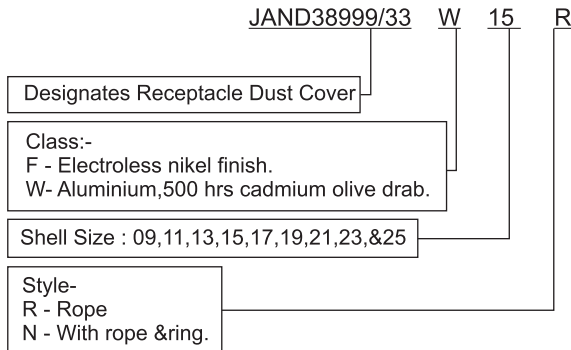 JAND38999/33 W 15 R
Designates Receptacle Dust Cover
Class:-
F - Electroless nikel finish.
W- Aluminium,500 hrs cadmium olive drab.
Shell Size : 09,11,13,15,17,19,21,23,&25
Style-
R - Rope
N - With rope &ring.